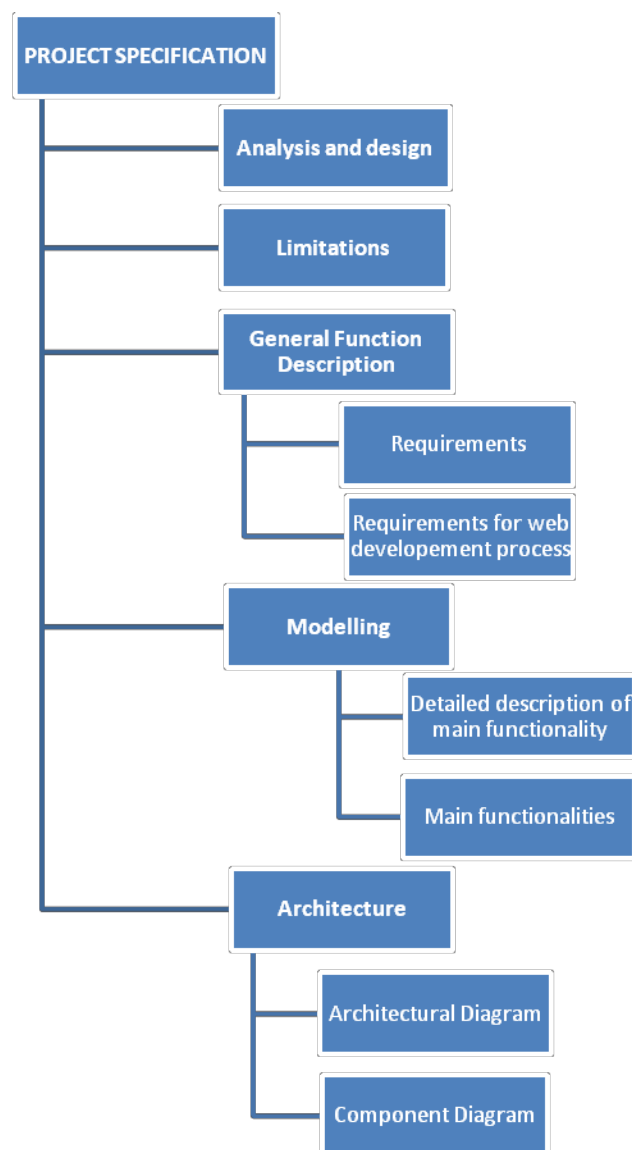 PROJECT SPECIFICATION
Analysis and design
Limitations
General Function
Description
Requirements
Requirements for web
developement process
Modelling
Detailed description of
main functionality
Main functionalities
Architecture
Architectural Diagram
Component Diagram